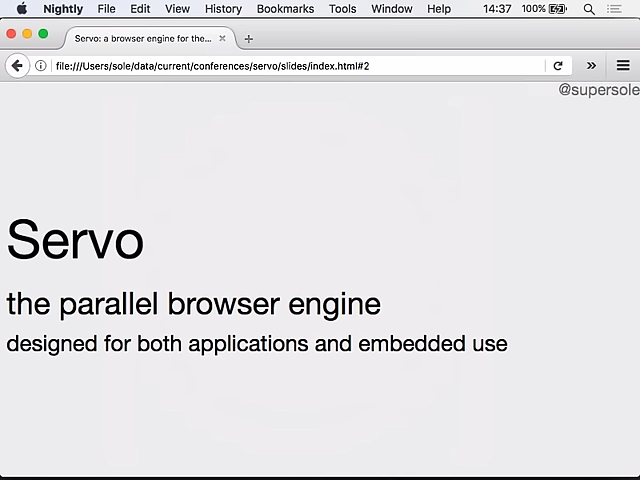 Nightly File Edit View History Bookmarks Tools Window Help 14:37 100%
Servo: a browser engine for the...
file:///Users/sole/data/current/conferences/servo/slides/index.html#2
@supersole
Servo
the parallel browser engine
designed for both applications and embedded use